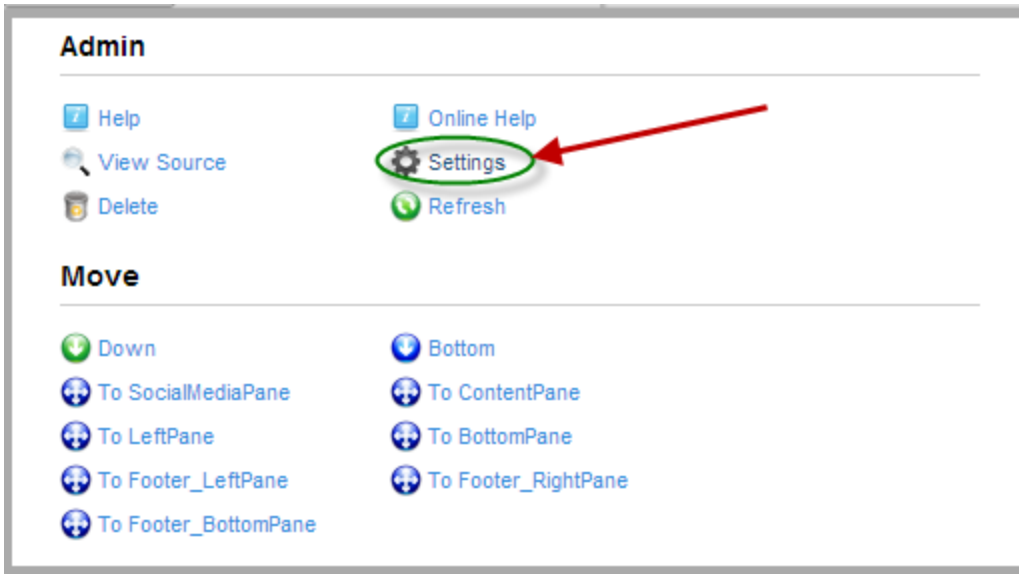 Admin
Help
Online Help
View Source
Settings
Delete
Refresh
Move
Down
Bottom
To SocialMediaPane
To ContentPane
To LeftPane
To BottomPane
To Footer_LeftPane
To Footer_RightPane
To Footer_BottomPane